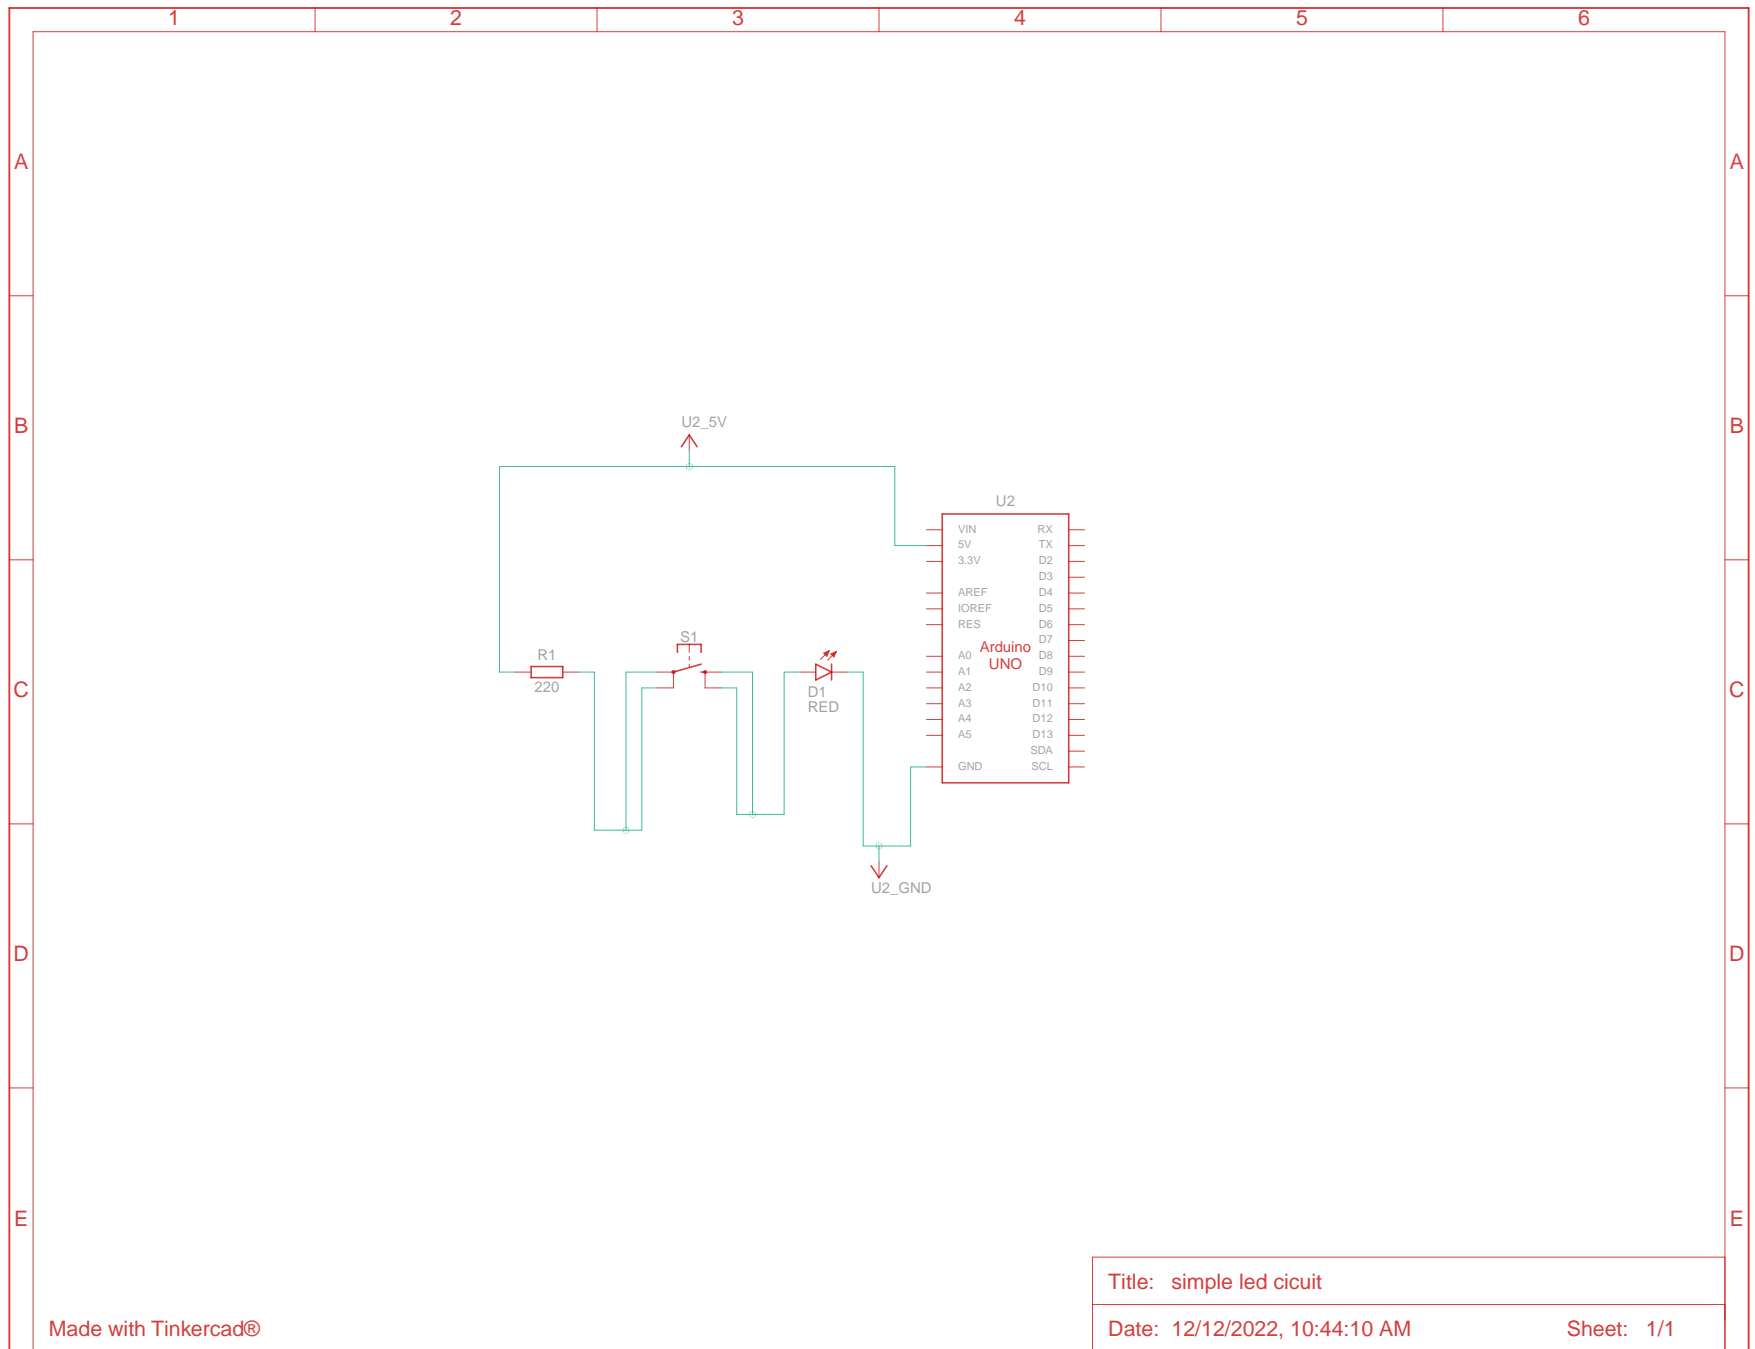 1 2 3 4 5 6
A A
B B
U2_5V
U2
VIN RX
5V TX
3.3V D2
D3
AREF D4
IOREF D5
RES D6
D7
Arduino
UNO
A0 D8
A1 D9
A2 D10
A3 D11
A4 D12
A5 D13
SDA
GND SCL
S1
R1
220
D1
RED
C C
U2_GND
D D
E E
Title: simple led cicuit
Made with Tinkercad®
Date: 12/12/2022, 10:44:10 AM Sheet: 1/1